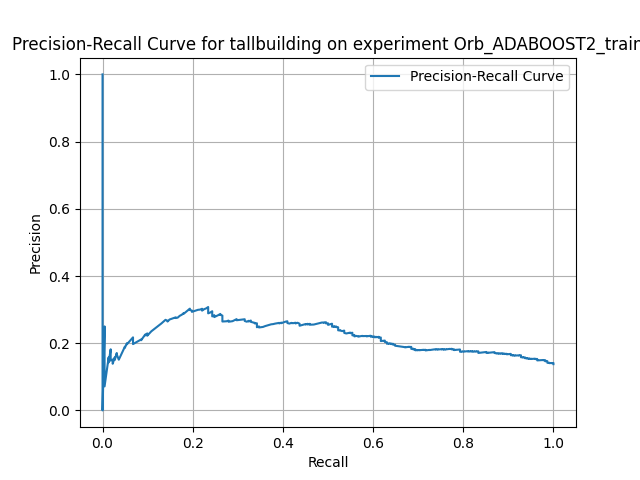 Precision-Recall Curve for tallbuilding on experiment Orb_ADABOOST2_train
Precision-Recall Curve
1.0
0.8
0.6
0.4
0.2
0.0
Precision
0.0 0.2 0.4 0.6 0.8 1.0
Recall